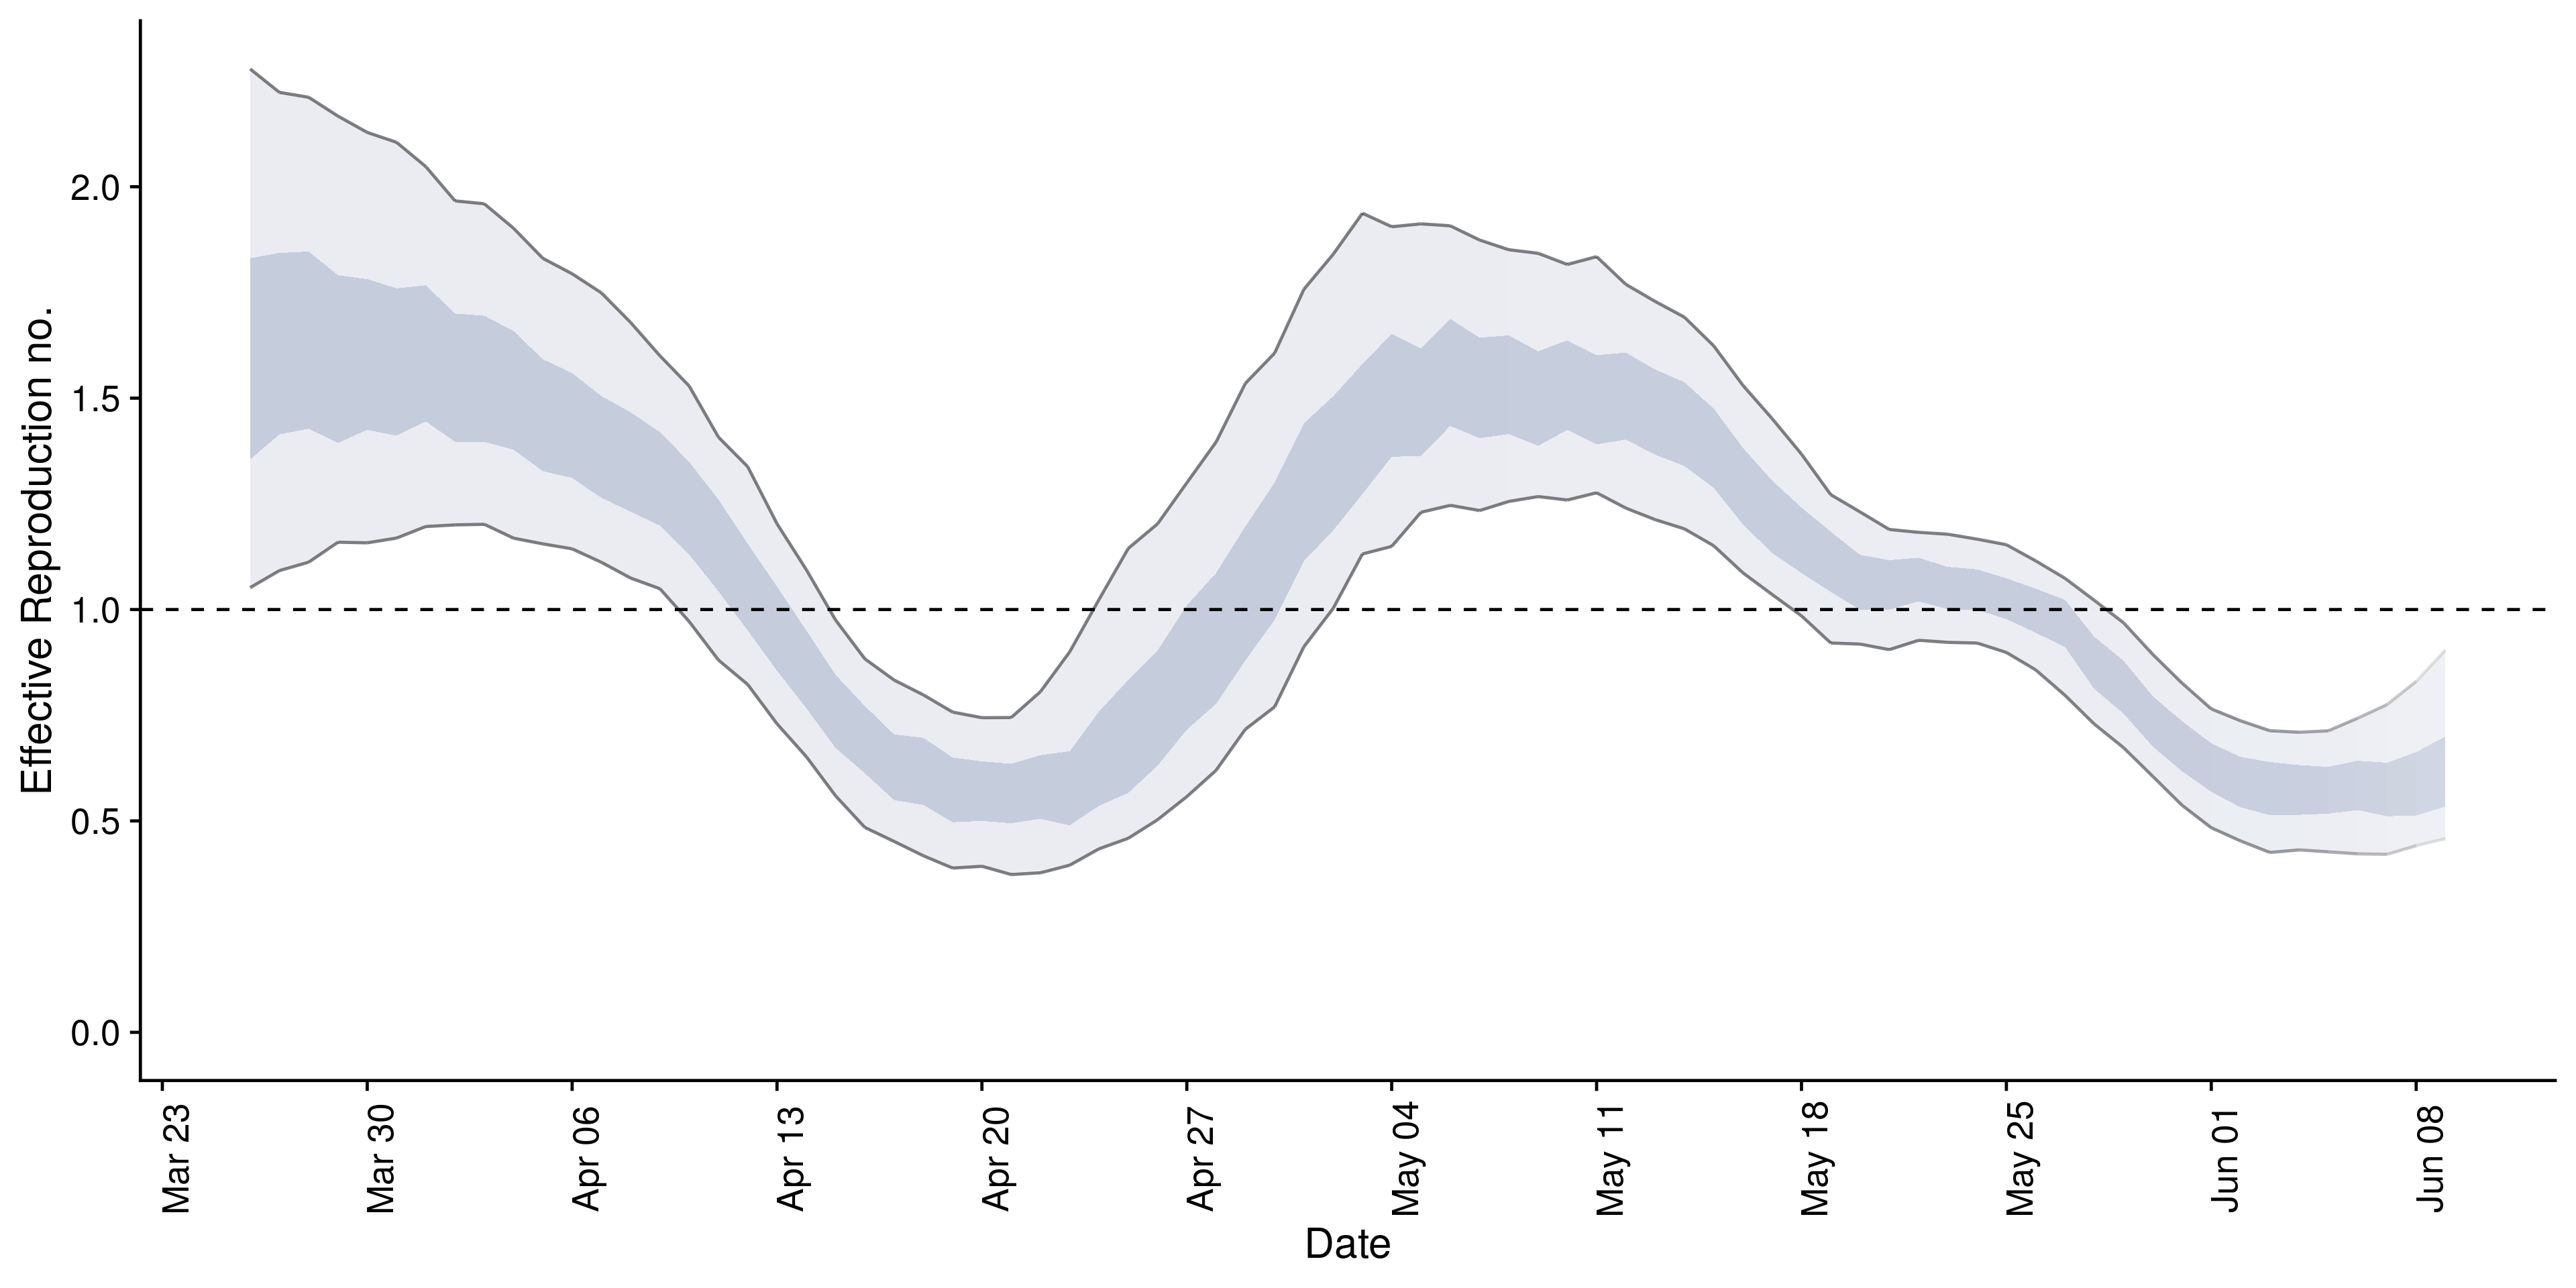 Effective Reproduction no.
2.0
1.5
1.0
0.5
0.0
Mar 23
Mar 30
Apr 06
Apr 13
Apr 20
Apr 27
May 04
May 11
May 18
May 25
Jun 01
Jun 08
Date